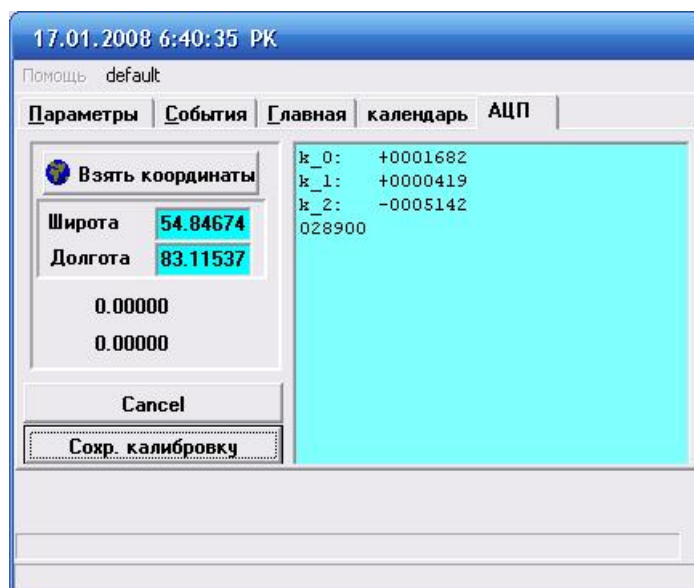 17.01.2008 6:40:35 PK
Помощь default
Параметры События Главная календарь АЦП
Взять координаты
Широта 54.84674
Долгота 83.11537
0.00000
0.00000
Cancel
Сохр. калибровку
k_0: +0001682
k_1: +0000419
k_2: -0005142
028900